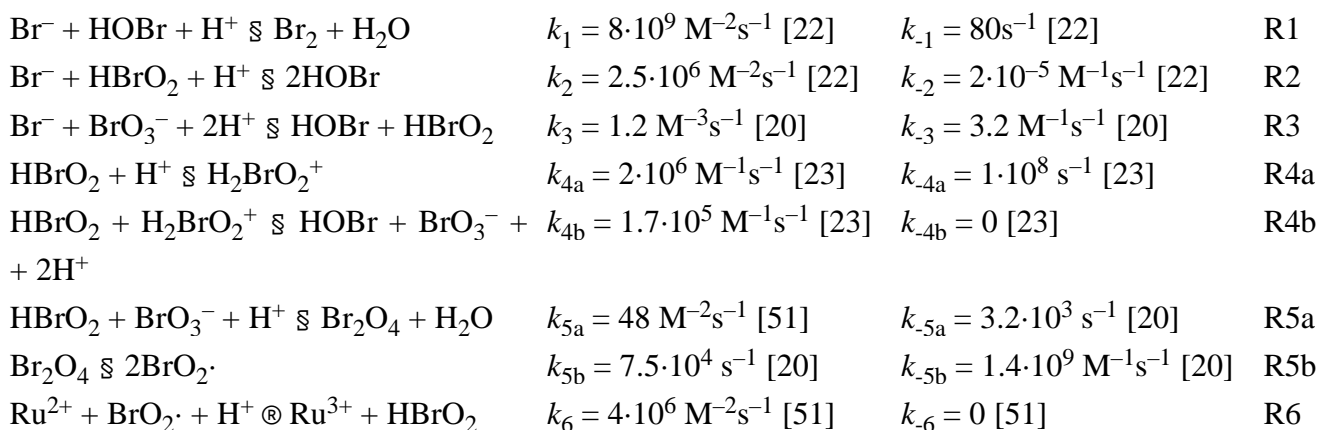 Br⁻ + HOBr + H⁺ § Br₂ + H₂O k₁ = 8·10⁹ M⁻²s⁻¹ [22] k₋₁ = 80s⁻¹ [22] R1
Br⁻ + HBrO₂ + H⁺ § 2HOBr k₂ = 2.5·10⁶ M⁻²s⁻¹ [22] k₋₂ = 2·10⁻⁵ M⁻¹s⁻¹ [22] R2
Br⁻ + BrO₃⁻ + 2H⁺ § HOBr + HBrO₂ k₃ = 1.2 M⁻³s⁻¹ [20] k₋₃ = 3.2 M⁻¹s⁻¹ [20] R3
HBrO₂ + H⁺ § H₂BrO₂⁺ k₄ₐ = 2·10⁶ M⁻¹s⁻¹ [23] k₋₄ₐ = 1·10⁸ s⁻¹ [23] R4a
HBrO₂ + H₂BrO₂⁺ § HOBr + BrO₃⁻ + k₄b = 1.7·10⁵ M⁻¹s⁻¹ [23] k₋₄b = 0 [23] R4b
+ 2H⁺
HBrO₂ + BrO₃⁻ + H⁺ § Br₂O₄ + H₂O k₅ₐ = 48 M⁻²s⁻¹ [51] k₋₅ₐ = 3.2·10³ s⁻¹ [20] R5a
Br₂O₄ § 2BrO₂· k₅b = 7.5·10⁴ s⁻¹ [20] k₋₅b = 1.4·10⁹ M⁻¹s⁻¹ [20] R5b
Ru²⁺ + BrO₂· + H⁺ ® Ru³⁺ + HBrO₂ k₆ = 4·10⁶ M⁻²s⁻¹ [51] k₋₆ = 0 [51] R6